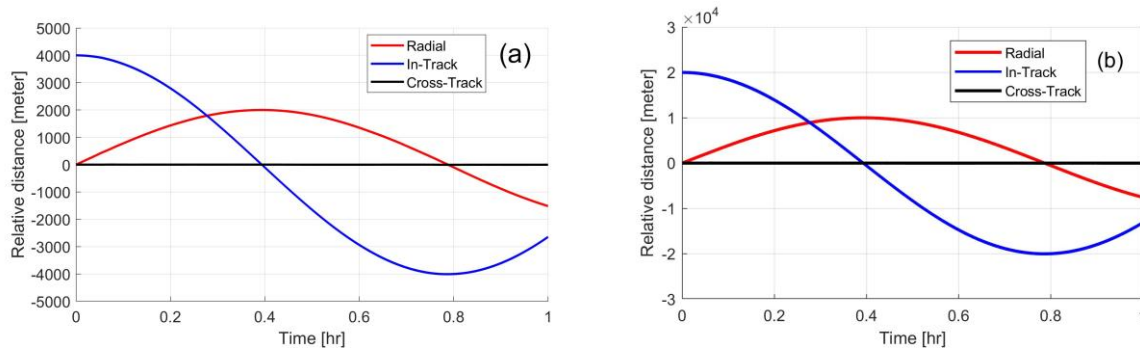 5000
4000
3000
2000
1000
0
-1000
-2000
-3000
-4000
-5000
Relative distance [meter]
0 0.2 0.4 0.6 0.8 1
Time [hr]
Radial
In-Track
Cross-Track
(a)
×10⁴
3
2
1
0
-1
-2
-3
Relative distance [meter]
0 0.2 0.4 0.6 0.8 1
Time [hr]
Radial
In-Track
Cross-Track
(b)